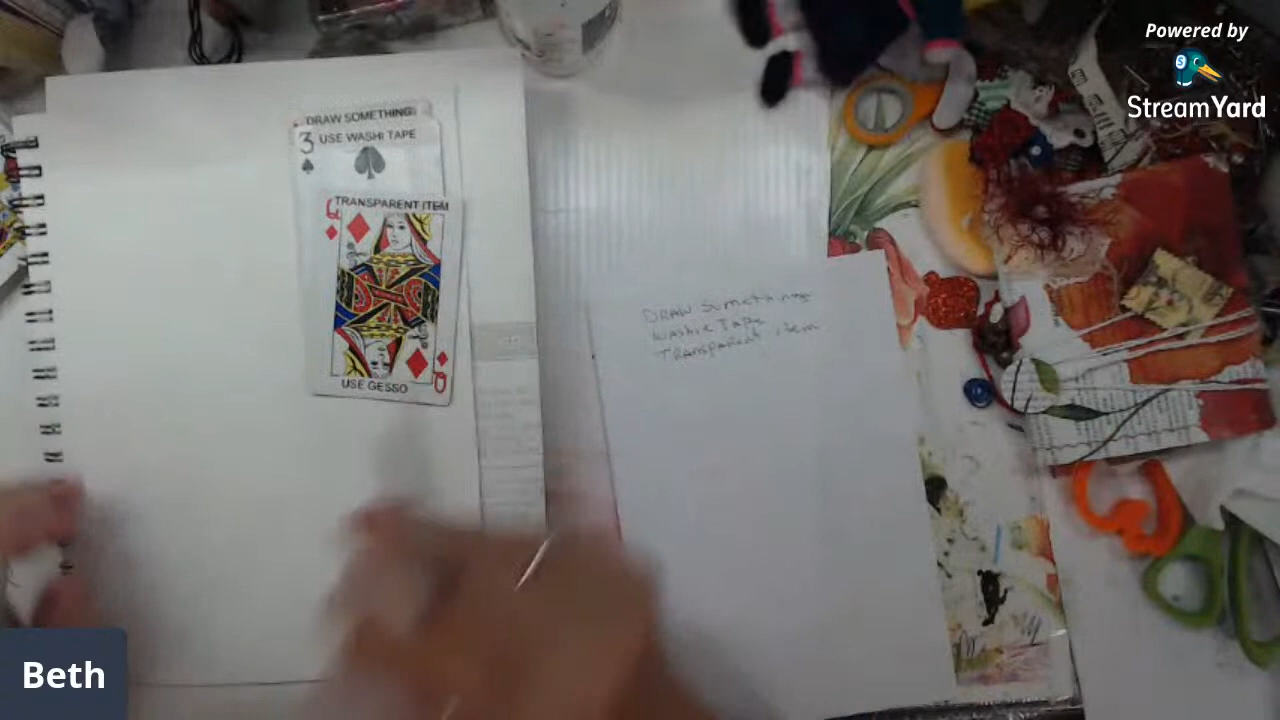 Powered by
StreamYard
DRAW SOMETHING
3 USE WASHI TAPE
TRANSPARENT ITEM
Q
USE GESSO
Q
DRAW Something
Washie Tape
Transparent item
Beth